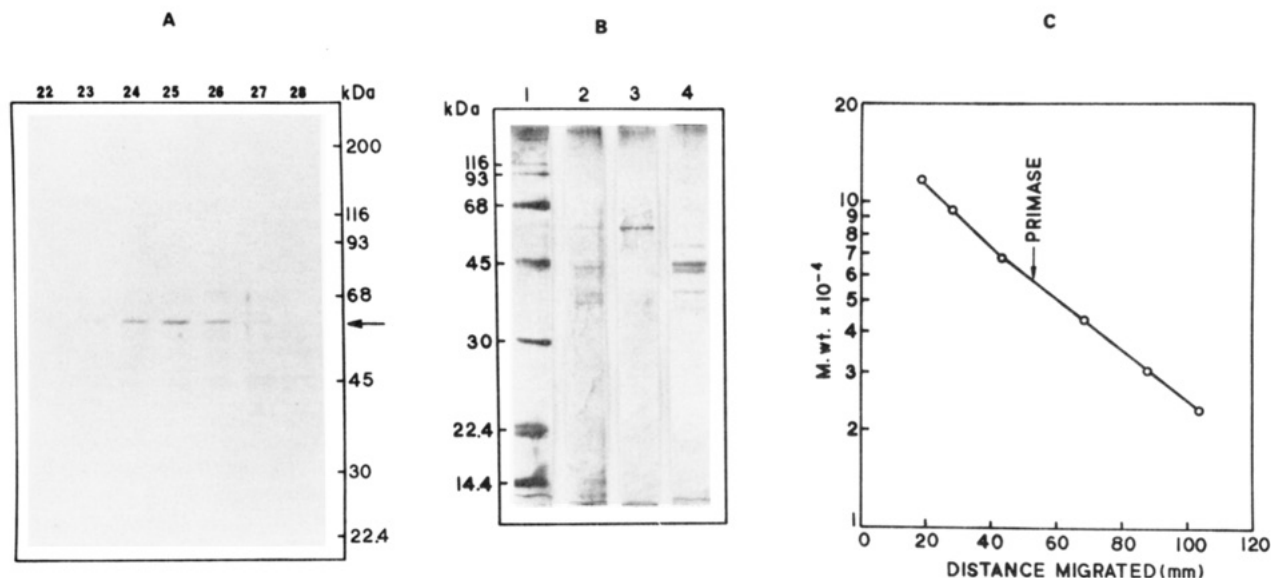 A
22 23 24 25 26 27 28 kDa
200
116
93
68
45
30
22.4
B
kDa 1 2 3 4
116
93
68
45
30
22.4
14.4
C
20
10
9
8
7
6
5
4
3
2
1
M.wt. x10-4
PRIMASE
0 20 40 60 80 100 120
DISTANCE MIGRATED (mm)